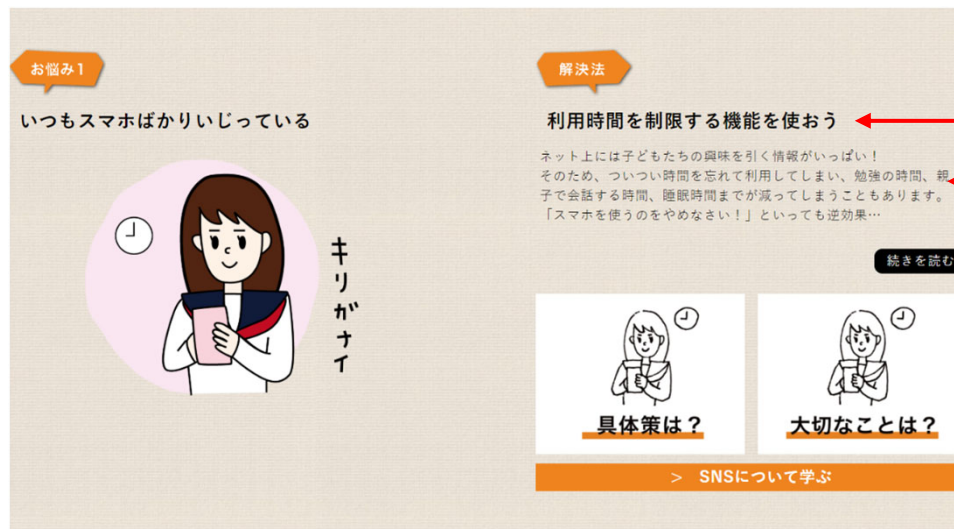 お悩み1
いつもスマホばかりいじっている
キリがナイ
解決法
利用時間を制限する機能を使おう
ネット上には子どもたちの興味を引く情報がいっぱい！
そのため、ついつい時間を忘れて利用してしまい、勉強の時間、親
子で会話する時間、睡眠時間までが減ってしまうこともあります。
「スマホを使うのをやめなさい！」といっても逆効果…
続きを読む
具体策は？
大切なことは？
> SNSについて学ぶ